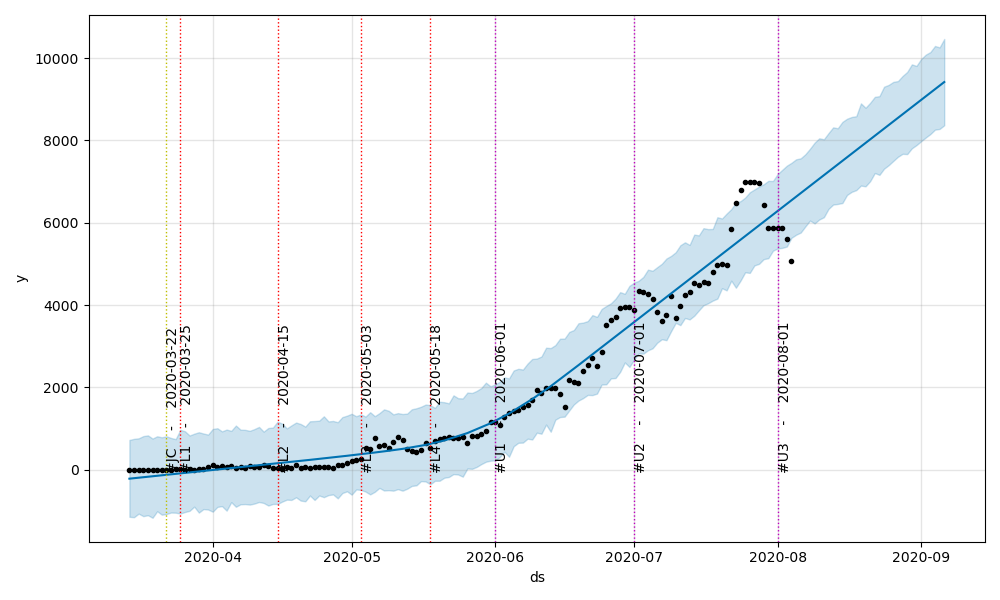 10000
8000
6000
4000
2000
0
y
#JC - 2020-03-22
#L1 - 2020-03-25
#L2 - 2020-04-15
#L3 - 2020-05-03
#L4 - 2020-05-18
#U1 - 2020-06-01
#U2 - 2020-07-01
#U3 - 2020-08-01
2020-04 2020-05 2020-06 2020-07 2020-08 2020-09
ds